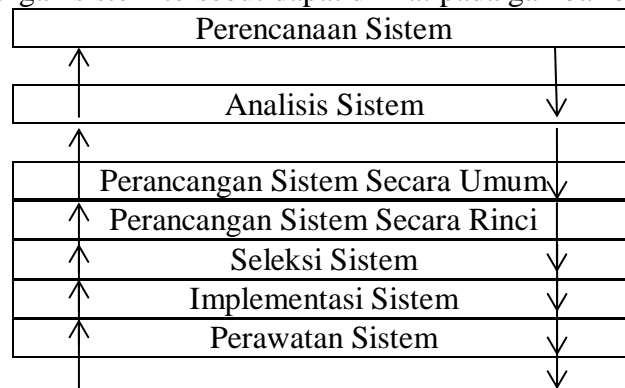 Perencanaan Sistem
Analisis Sistem
Perancangan Sistem Secara Umum
Perancangan Sistem Secara Rinci
Seleksi Sistem
Implementasi Sistem
Perawatan Sistem